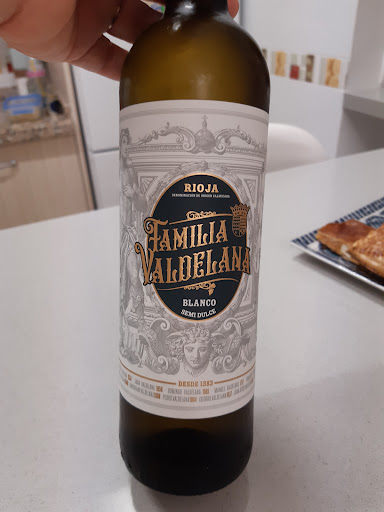 RIOJA
DENOMINACIÓN DE ORIGEN CALIFICADA
FAMILIA
VALDELANA
BLANCO
SEMI DULCE
DESDE 1583